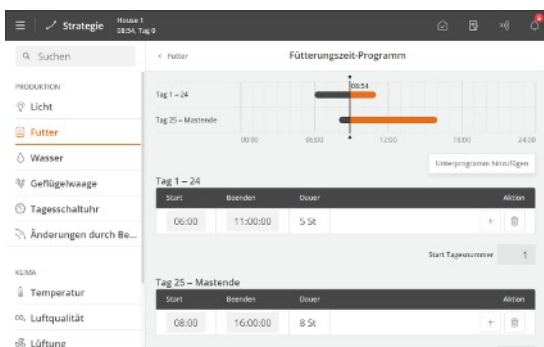 Strategie
House 1
08:54, Tag 0
Suchen
PRODUKTION
Licht
Futter
Wasser
Geflügelwaage
Tagesschaltuhr
Änderungen durch Be...
KLIMA
Temperatur
Luftqualität
Lüftung
Futter
Fütterungszeit-Programm
08:54
Tag 1 – 24
Tag 25 – Mastende
00:00 06:00 12:00 18:00 24:00
Unterprogramm hinzufügen
Tag 1 – 24
Start Beenden Dauer Aktion
06:00 11:00:00 5 St
Start Tagesnummer 1
Tag 25 – Mastende
Start Beenden Dauer Aktion
08:00 16:00:00 8 St